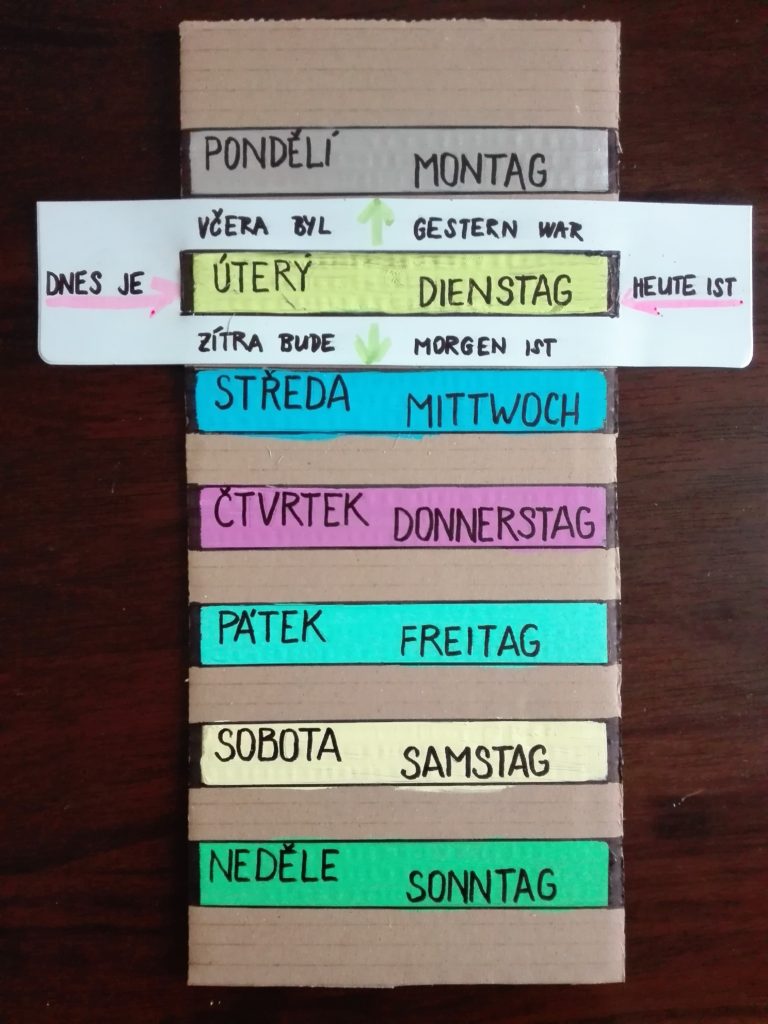 PONDĚLÍ MONTAG
VČERA BYL GESTERN WAR
DNES JE ÚTERÝ DIENSTAG HEUTE IST
ZÍTRA BUDE MORGEN IST
STŘEDA MITTWOCH
ČTVRTEK DONNERSTAG
PÁTEK FREITAG
SOBOTA SAMSTAG
NEDĚLE SONNTAG